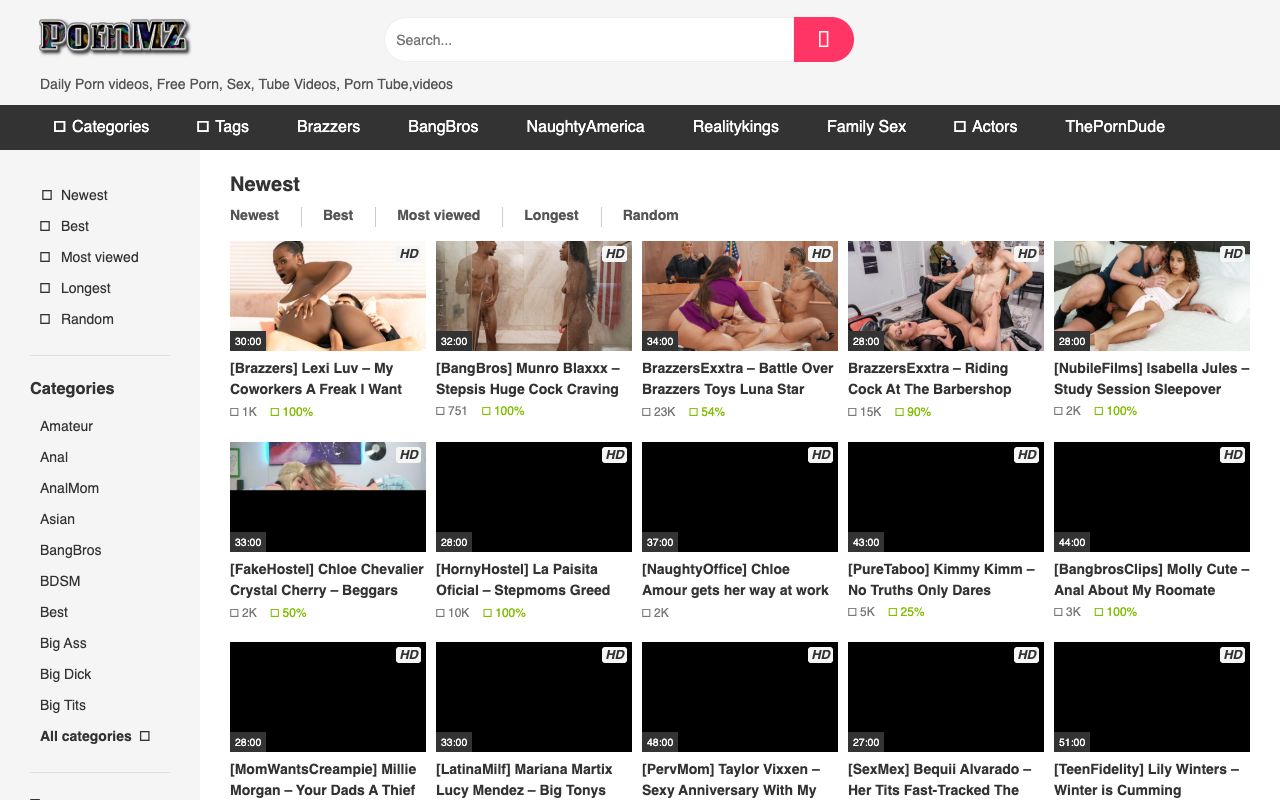 PornMZ
Search...
Daily Porn videos, Free Porn, Sex, Tube Videos, Porn Tube,videos
Categories
Tags
Brazzers
BangBros
NaughtyAmerica
Realitykings
Family Sex
Actors
ThePornDude
Newest
Best
Most viewed
Longest
Random
Categories
Amateur
Anal
AnalMom
Asian
BangBros
BDSM
Best
Big Ass
Big Dick
Big Tits
All categories
Newest
Newest
Best
Most viewed
Longest
Random
HD
30:00
[Brazzers] Lexi Luv – My
Coworkers A Freak I Want
1K 100%
HD
32:00
[BangBros] Munro Blaxxx –
Stepsis Huge Cock Craving
751 100%
HD
34:00
BrazzersExxtra – Battle Over
Brazzers Toys Luna Star
23K 54%
HD
28:00
BrazzersExxtra – Riding
Cock At The Barbershop
15K 90%
HD
28:00
[NubileFilms] Isabella Jules –
Study Session Sleepover
2K 100%
HD
33:00
[FakeHostel] Chloe Chevalier
Crystal Cherry – Beggars
2K 50%
HD
28:00
[HornyHostel] La Paisita
Oficial – Stepmoms Greed
10K 100%
HD
37:00
[NaughtyOffice] Chloe
Amour gets her way at work
2K
HD
43:00
[PureTaboo] Kimmy Kimm –
No Truths Only Dares
5K 25%
HD
44:00
[BangbrosClips] Molly Cute –
Anal About My Roomate
3K 100%
HD
28:00
[MomWantsCreampie] Millie
Morgan – Your Dads A Thief
HD
33:00
[LatinaMilf] Mariana Martix
Lucy Mendez – Big Tonys
HD
48:00
[PervMom] Taylor Vixxen –
Sexy Anniversary With My
HD
27:00
[SexMex] Bequii Alvarado –
Her Tits Fast-Tracked The
HD
51:00
[TeenFidelity] Lily Winters –
Winter is Cumming